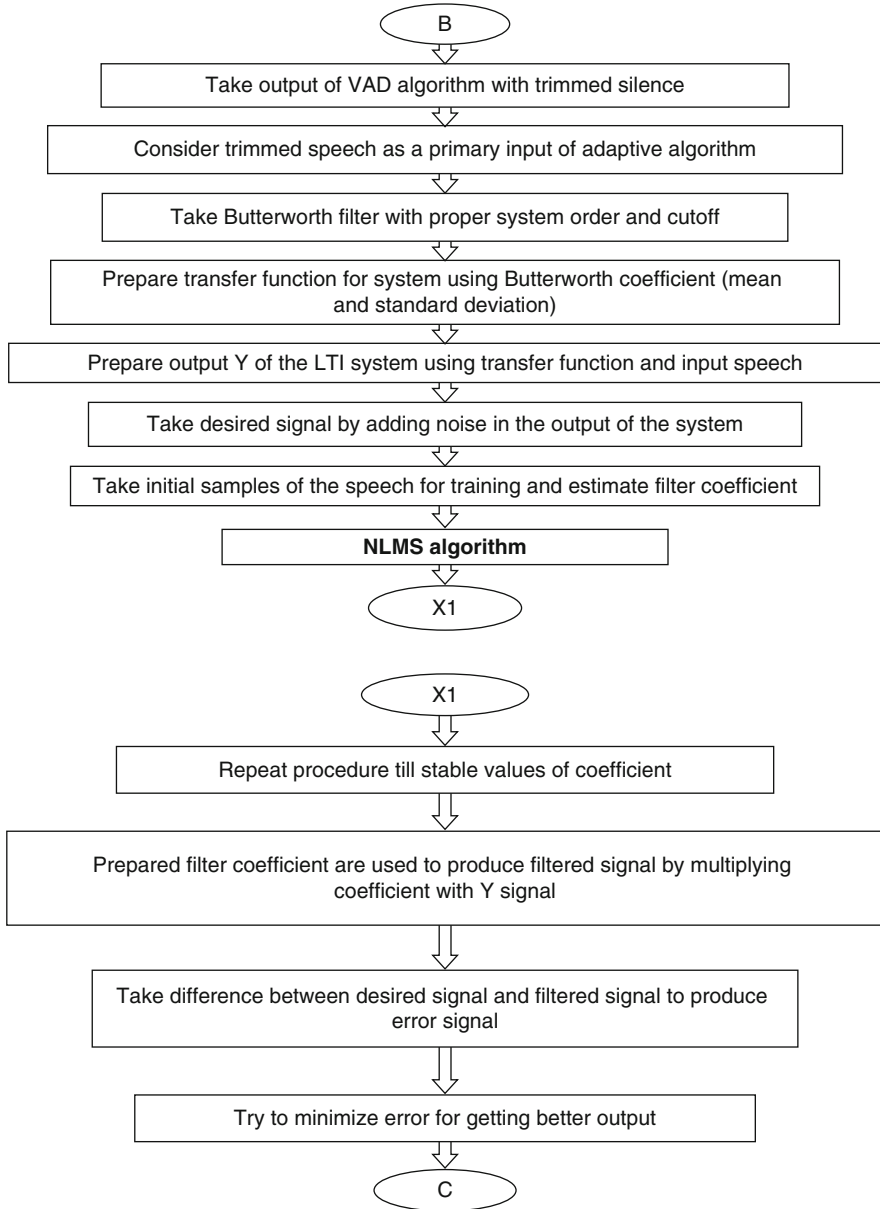 B
Take output of VAD algorithm with trimmed silence
Consider trimmed speech as a primary input of adaptive algorithm
Take Butterworth filter with proper system order and cutoff
Prepare transfer function for system using Butterworth coefficient (mean
and standard deviation)
Prepare output Y of the LTI system using transfer function and input speech
Take desired signal by adding noise in the output of the system
Take initial samples of the speech for training and estimate filter coefficient
NLMS algorithm
X1
X1
Repeat procedure till stable values of coefficient
Prepared filter coefficient are used to produce filtered signal by multiplying
coefficient with Y signal
Take difference between desired signal and filtered signal to produce
error signal
Try to minimize error for getting better output
C